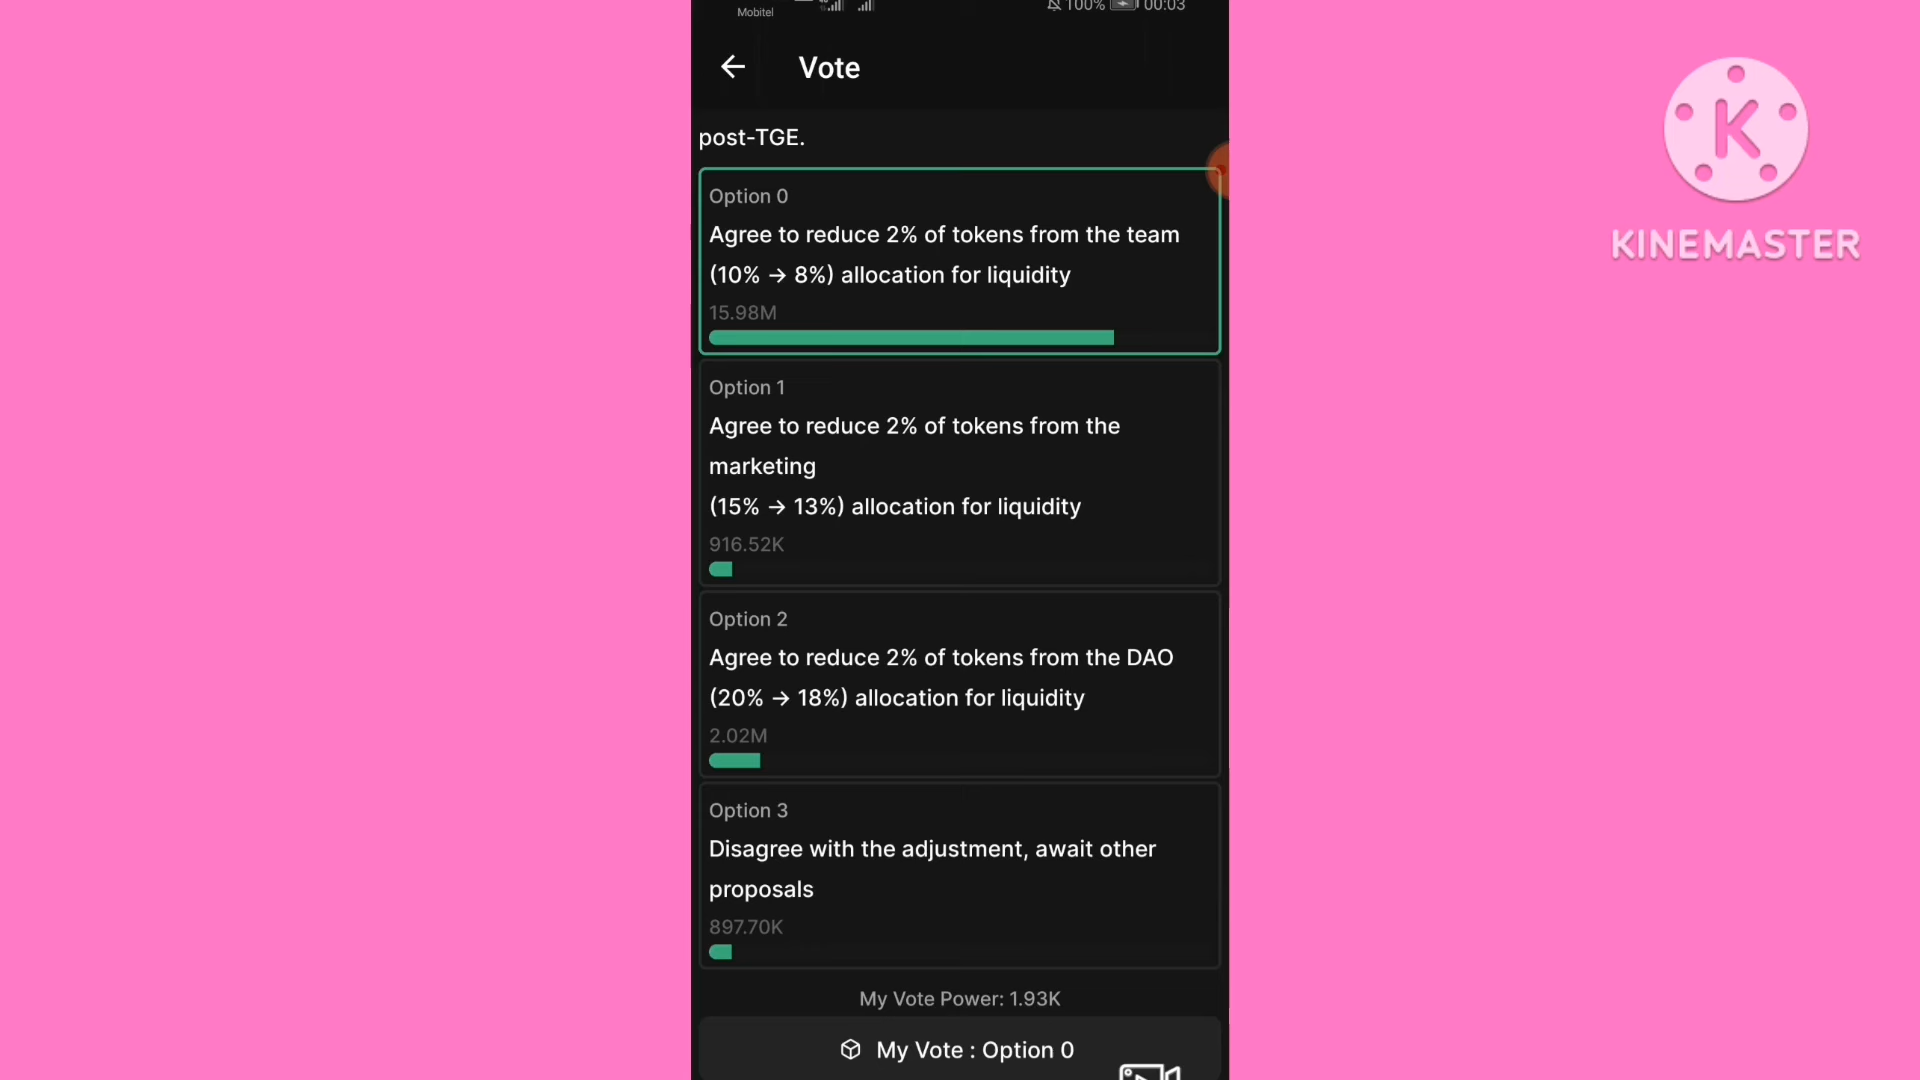 Mobitel
100%
00:03
Vote
post-TGE.
Option 0
Agree to reduce 2% of tokens from the team
(10% → 8%) allocation for liquidity
15.98M
Option 1
Agree to reduce 2% of tokens from the
marketing
(15% → 13%) allocation for liquidity
916.52K
Option 2
Agree to reduce 2% of tokens from the DAO
(20% → 18%) allocation for liquidity
2.02M
Option 3
Disagree with the adjustment, await other
proposals
897.70K
My Vote Power: 1.93K
My Vote : Option 0
K
KINEMASTER